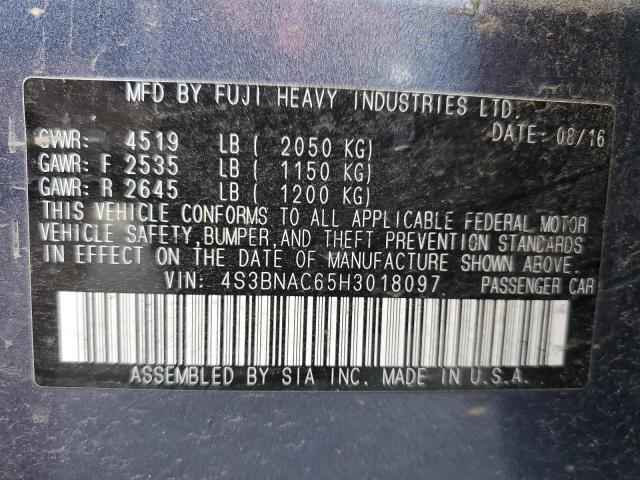 MFD BY FUJI HEAVY INDUSTRIES LTD.
DATE: 08/16
GVWR: 4519 LB ( 2050 KG)
GAWR: F 2535 LB ( 1150 KG)
GAWR: R 2645 LB ( 1200 KG)
THIS VEHICLE CONFORMS TO ALL APPLICABLE FEDERAL MOTOR
VEHICLE SAFETY, BUMPER, AND THEFT PREVENTION STANDARDS
IN EFFECT ON THE DATE OF MANUFACTURE SHOWN ABOVE.
VIN: 4S3BNAC65H3018097 PASSENGER CAR
ASSEMBLED BY SIA INC. MADE IN U.S.A.